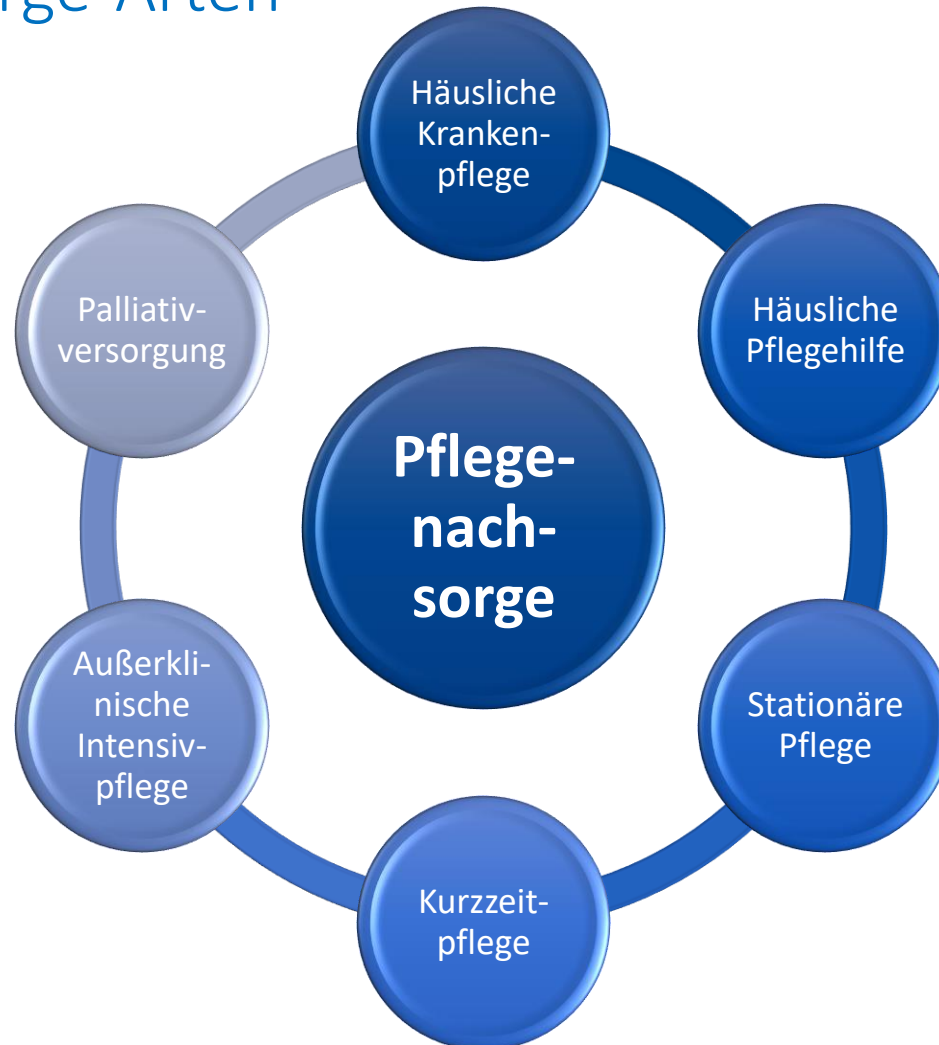 rge-Arten
Häusliche
Kranken-
pflege
Häusliche
Pflegehilfe
Stationäre
Pflege
Kurzzeit-
pflege
Außerkli-
nische
Intensiv-
pflege
Palliativ-
versorgung
Pflege-
nach-
sorge